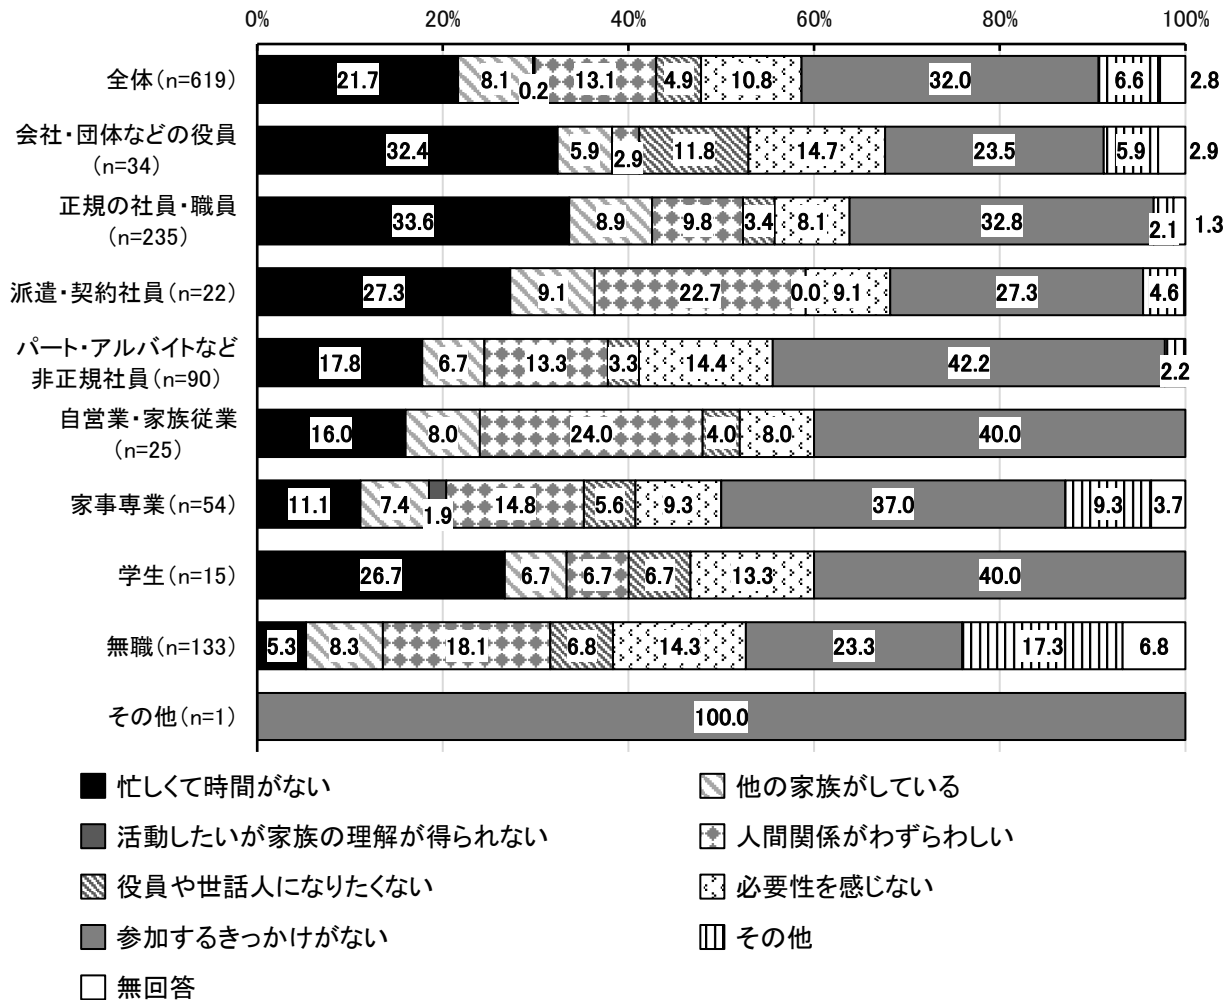 0% 20% 40% 60% 80% 100%
全体(n=619) 21.7 8.1 0.2 13.1 4.9 10.8 32.0 6.6 2.8
会社・団体などの役員
(n=34) 32.4 5.9 2.9 11.8 14.7 23.5 5.9 2.9
正規の社員・職員
(n=235) 33.6 8.9 9.8 3.4 8.1 32.8 2.1 1.3
派遣・契約社員(n=22) 27.3 9.1 22.7 0.0 9.1 27.3 4.6
パート・アルバイトなど
非正規社員(n=90) 17.8 6.7 13.3 3.3 14.4 42.2 2.2
自営業・家族従業
(n=25) 16.0 8.0 24.0 4.0 8.0 40.0
家事専業(n=54) 11.1 7.4 1.9 14.8 5.6 9.3 37.0 9.3 3.7
学生(n=15) 26.7 6.7 6.7 6.7 13.3 40.0
無職(n=133) 5.3 8.3 18.1 6.8 14.3 23.3 17.3 6.8
その他(n=1) 100.0
忙しくて時間がない 他の家族がしている
活動したいが家族の理解が得られない 人間関係がわずらわしい
役員や世話人になりたくない 必要性を感じない
参加するきっかけがない その他
無回答